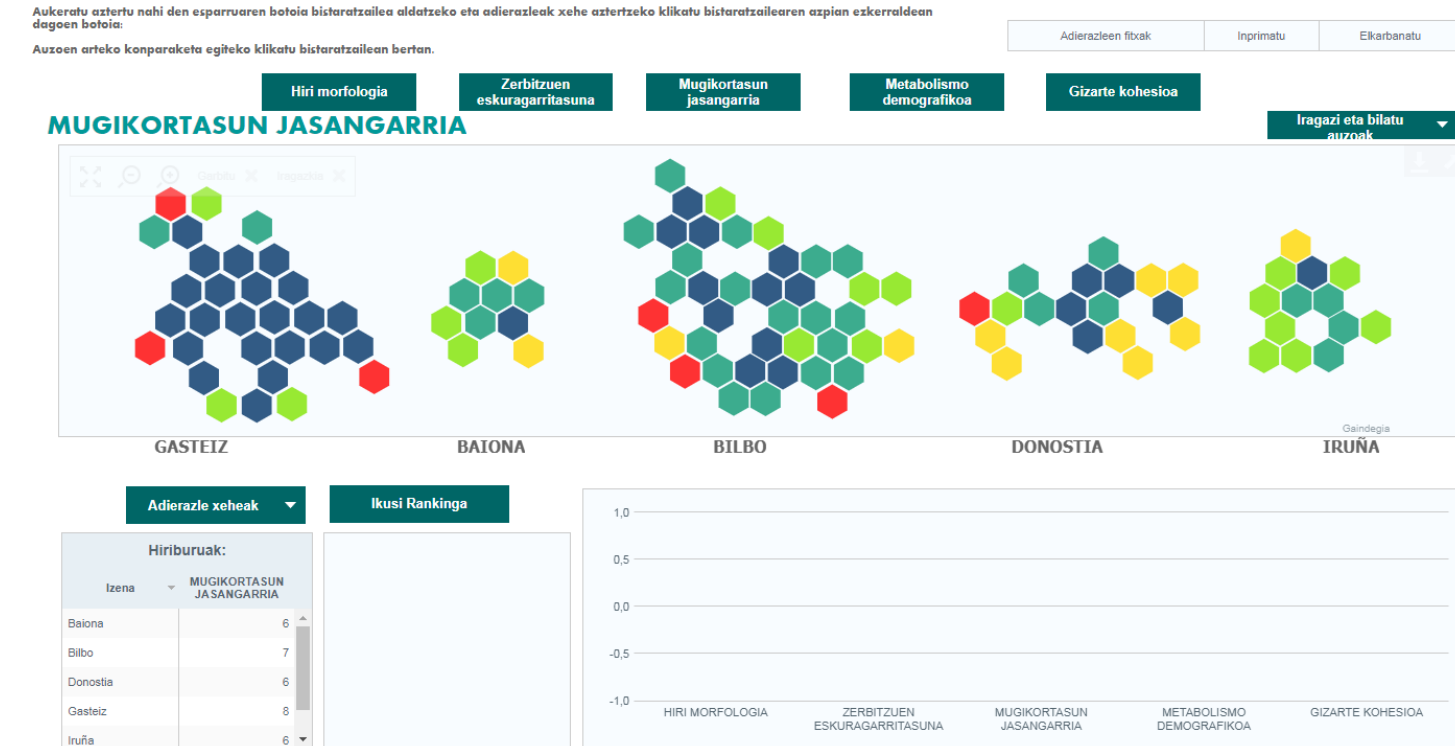 Aukeratu aztertu nahi den esparruaren botoia bistaratzailea aldatzeko eta adierazleak xehe aztertzeko klikatu bistaratzailearen azpian ezkerraldean
dagoen botoia:
Auzoen arteko konparaketa egiteko klikatu bistaratzailean bertan.
Adierazleen fitxak
Inprimatu
Elkarbanatu
Hiri morfologia
Zerbitzuen
eskuragarritasuna
Mugikortasun
jasangarria
Metabolismo
demografikoa
Gizarte kohesioa
MUGIKORTASUN JASANGARRIA
Iragazi eta bilatu
auzoak
Garbitu
Iragazkia
Gaindegia
GASTEIZ
BAIONA
BILBO
DONOSTIA
IRUÑA
Adierazle xeheak
Ikusi Rankinga
Hiriburuak:
Izena
MUGIKORTASUN
JASANGARRIA
Baiona 6
Bilbo 7
Donostia 6
Gasteiz 8
Iruña 6
1,0
0,5
0,0
-0,5
-1,0
HIRI MORFOLOGIA
ZERBITZUEN
ESKURAGARRITASUNA
MUGIKORTASUN
JASANGARRIA
METABOLISMO
DEMOGRAFIKOA
GIZARTE KOHESIOA